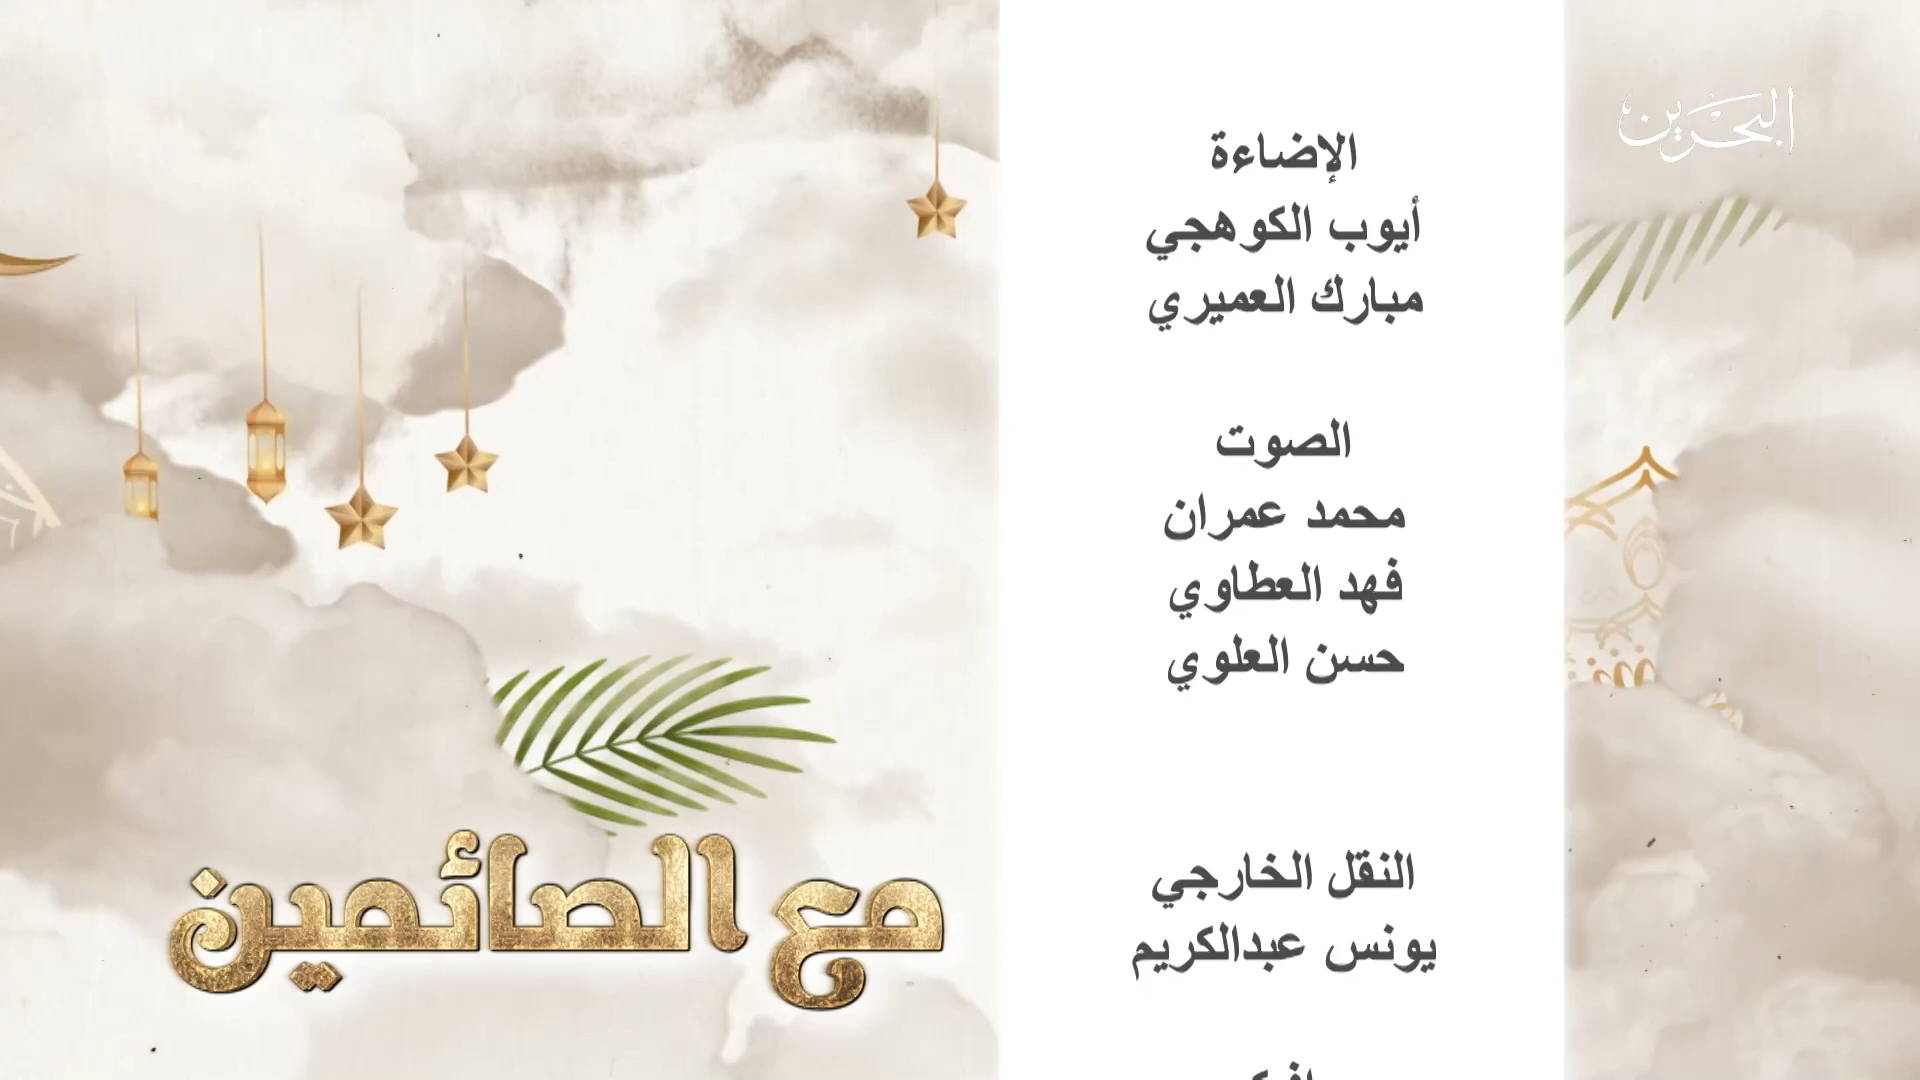 البحرين
الإضاءة
أيوب الكوهجي
مبارك العميري
الصوت
محمد عمران
فهد العطاوي
حسن العلوي
النقل الخارجي
يونس عبدالكريم
مع الصائمين